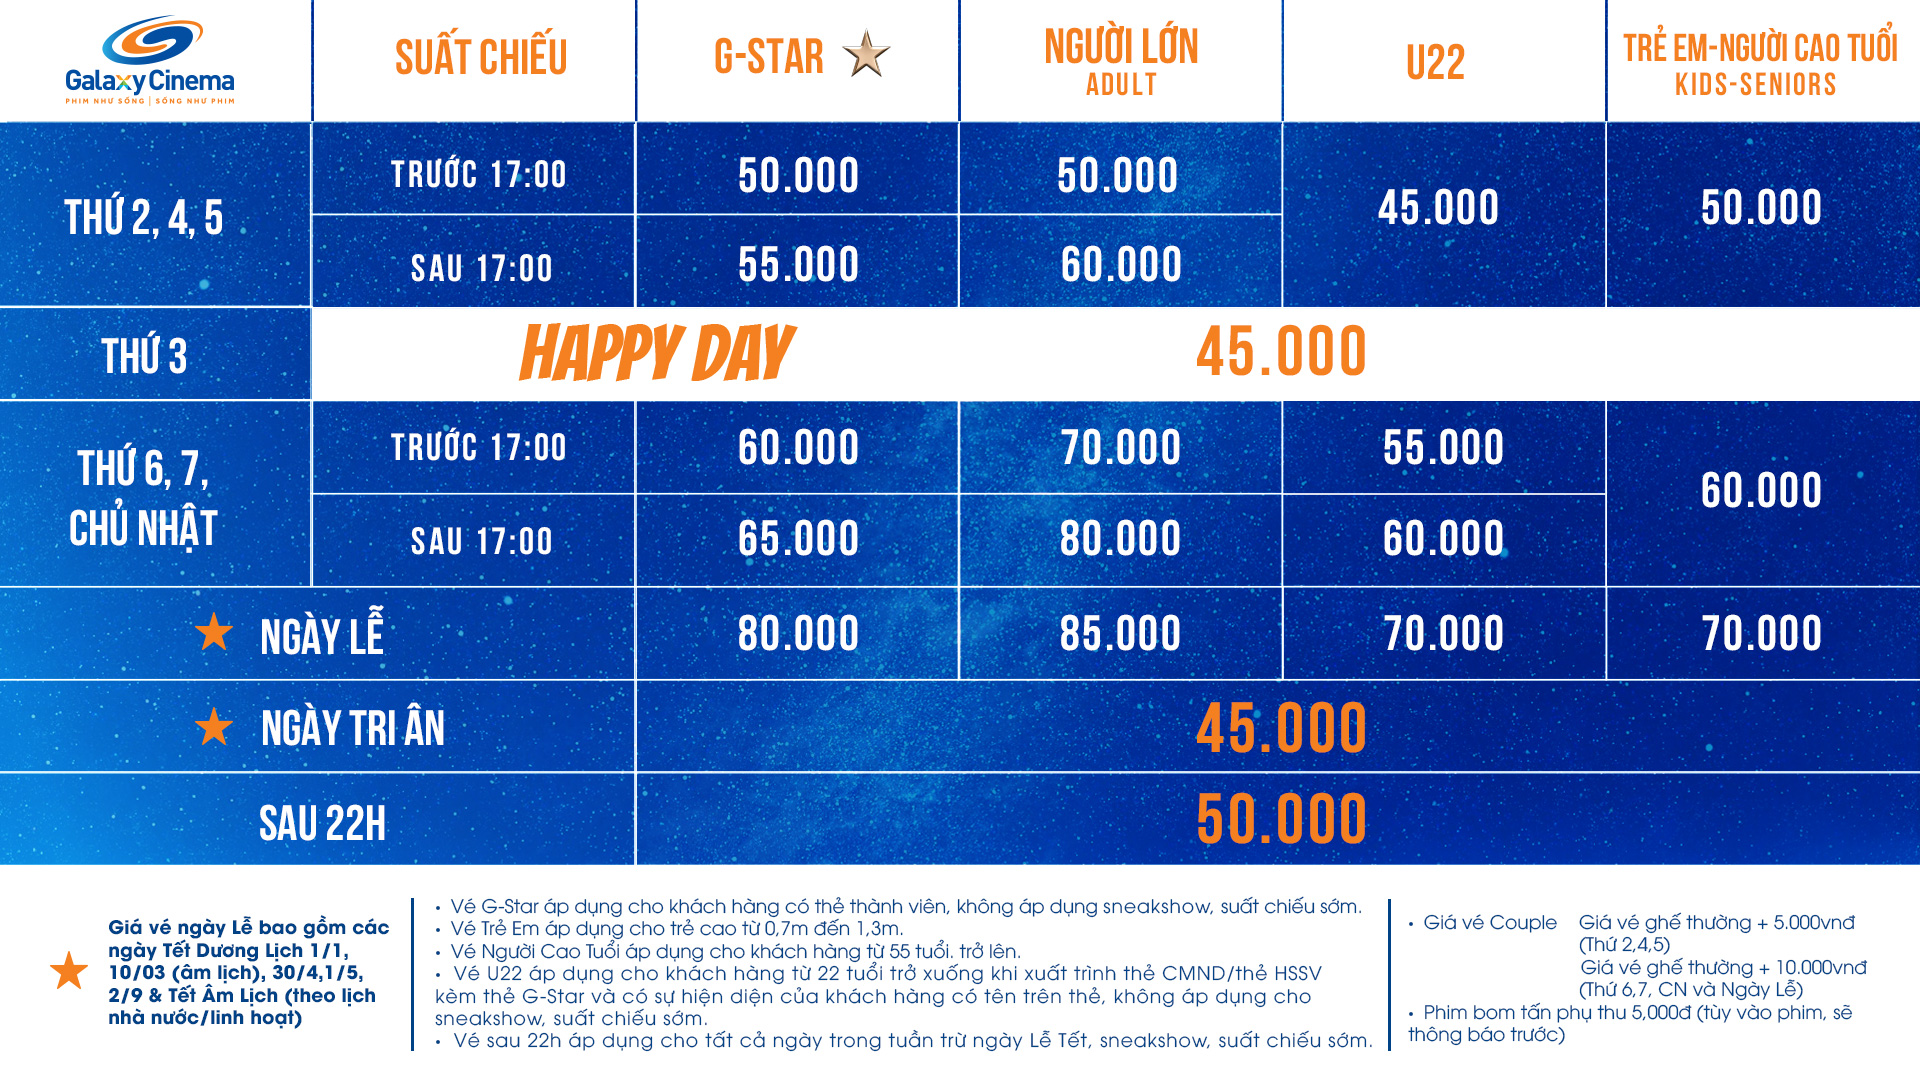 Galaxy Cinema
PHIM NHƯ SỐNG | SỐNG NHƯ PHIM
SUẤT CHIẾU
G-STAR
NGƯỜI LỚN
ADULT
U22
TRẺ EM-NGƯỜI CAO TUỔI
KIDS-SENIORS
THỨ 2, 4, 5
TRƯỚC 17:00
50.000
50.000
45.000
50.000
SAU 17:00
55.000
60.000
THỨ 3
HAPPY DAY
45.000
THỨ 6, 7,
CHỦ NHẬT
TRƯỚC 17:00
60.000
70.000
55.000
60.000
SAU 17:00
65.000
80.000
60.000
NGÀY LỄ
80.000
85.000
70.000
70.000
NGÀY TRI ÂN
45.000
SAU 22H
50.000
Giá vé ngày Lễ bao gồm các
ngày Tết Dương Lịch 1/1,
10/03 (âm lịch), 30/4,1/5,
2/9 & Tết Âm Lịch (theo lịch
nhà nước/linh hoạt)
• Vé G-Star áp dụng cho khách hàng có thẻ thành viên, không áp dụng sneakshow, suất chiếu sớm.
• Vé Trẻ Em áp dụng cho trẻ cao từ 0,7m đến 1,3m.
• Vé Người Cao Tuổi áp dụng cho khách hàng từ 55 tuổi. trở lên.
• Vé U22 áp dụng cho khách hàng từ 22 tuổi trở xuống khi xuất trình thẻ CMND/thẻ HSSV
kèm thẻ G-Star và có sự hiện diện của khách hàng có tên trên thẻ, không áp dụng cho
sneakshow, suất chiếu sớm.
• Vé sau 22h áp dụng cho tất cả ngày trong tuần trừ ngày Lễ Tết, sneakshow, suất chiếu sớm.
• Giá vé Couple Giá vé ghế thường + 5.000vnđ
(Thứ 2,4,5)
Giá vé ghế thường + 10.000vnđ
(Thứ 6,7, CN và Ngày Lễ)
• Phim bom tấn phụ thu 5,000đ (tùy vào phim, sẽ
thông báo trước)